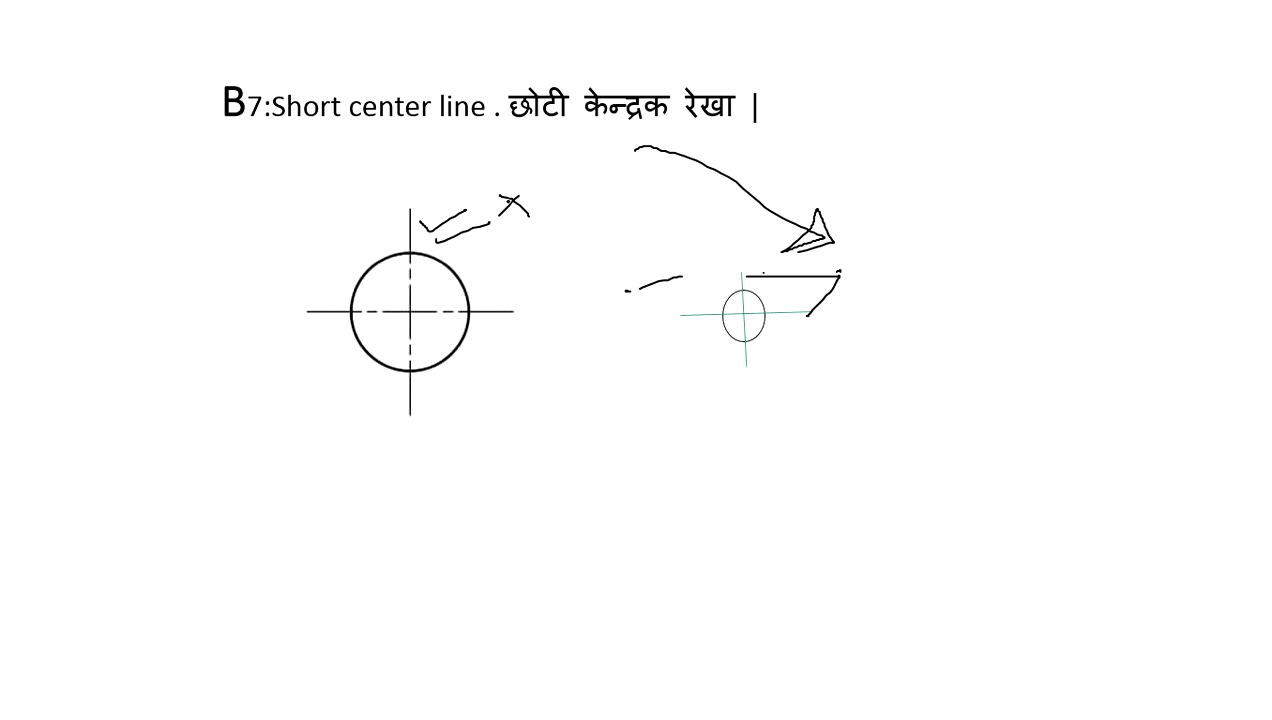 B7:Short center line . छोटी केन्द्रक रेखा |